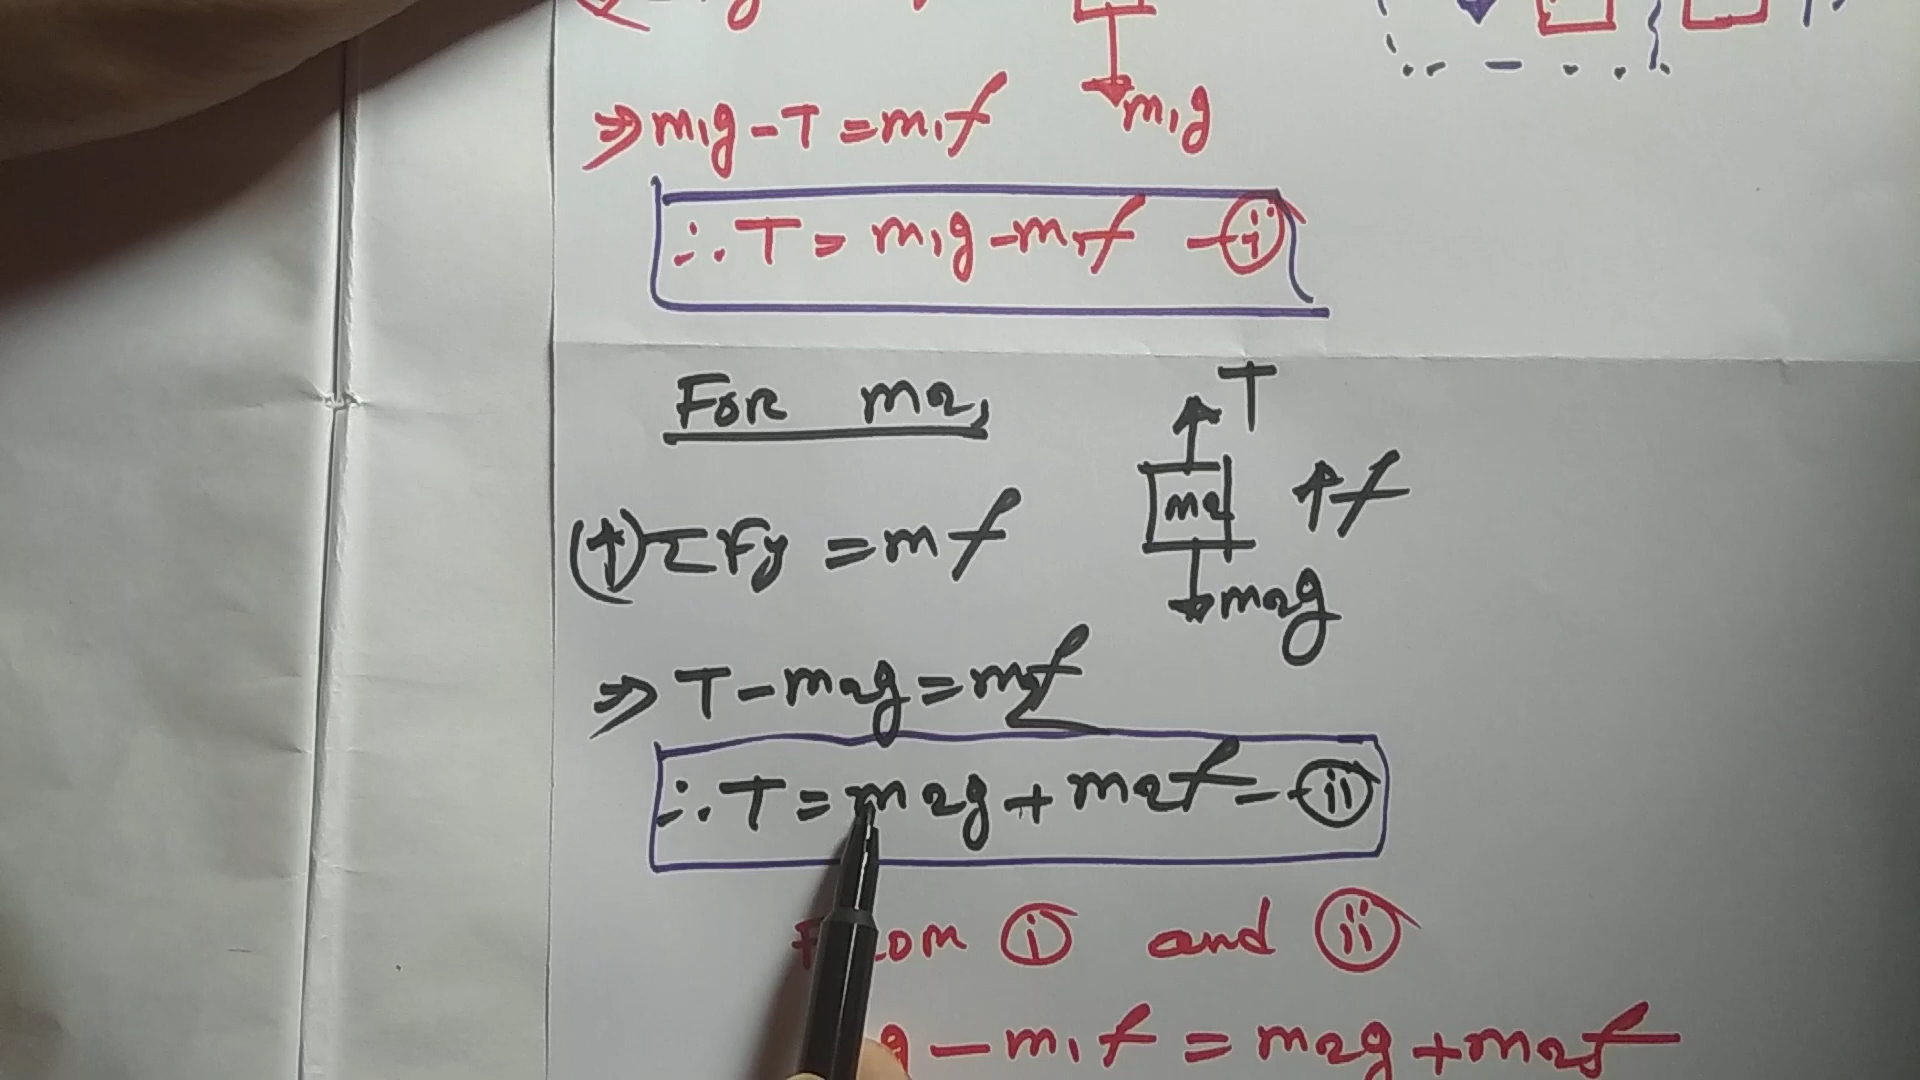 ⇒ m₁g - T = m₁f
m₁g
∴ T = m₁g - m₁f - (i)
For m₂,
T
(↑) ΣFy = mf
m₂
↑f
m₂g
⇒ T - m₂g = m₂f
∴ T = m₂g + m₂f - (ii)
From (i) and (ii)
g - m₁f = m₂g + m₂f